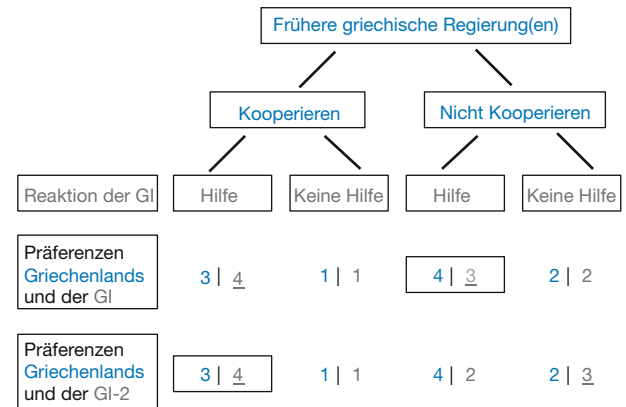 Frühere griechische Regierung(en)
Kooperieren Nicht Kooperieren
Reaktion der GI Hilfe Keine Hilfe Hilfe Keine Hilfe
Präferenzen
Griechenlands
und der GI
3 | 4 1 | 1 4 | 3 2 | 2
Präferenzen
Griechenlands
und der GI-2
3 | 4 1 | 1 4 | 2 2 | 3